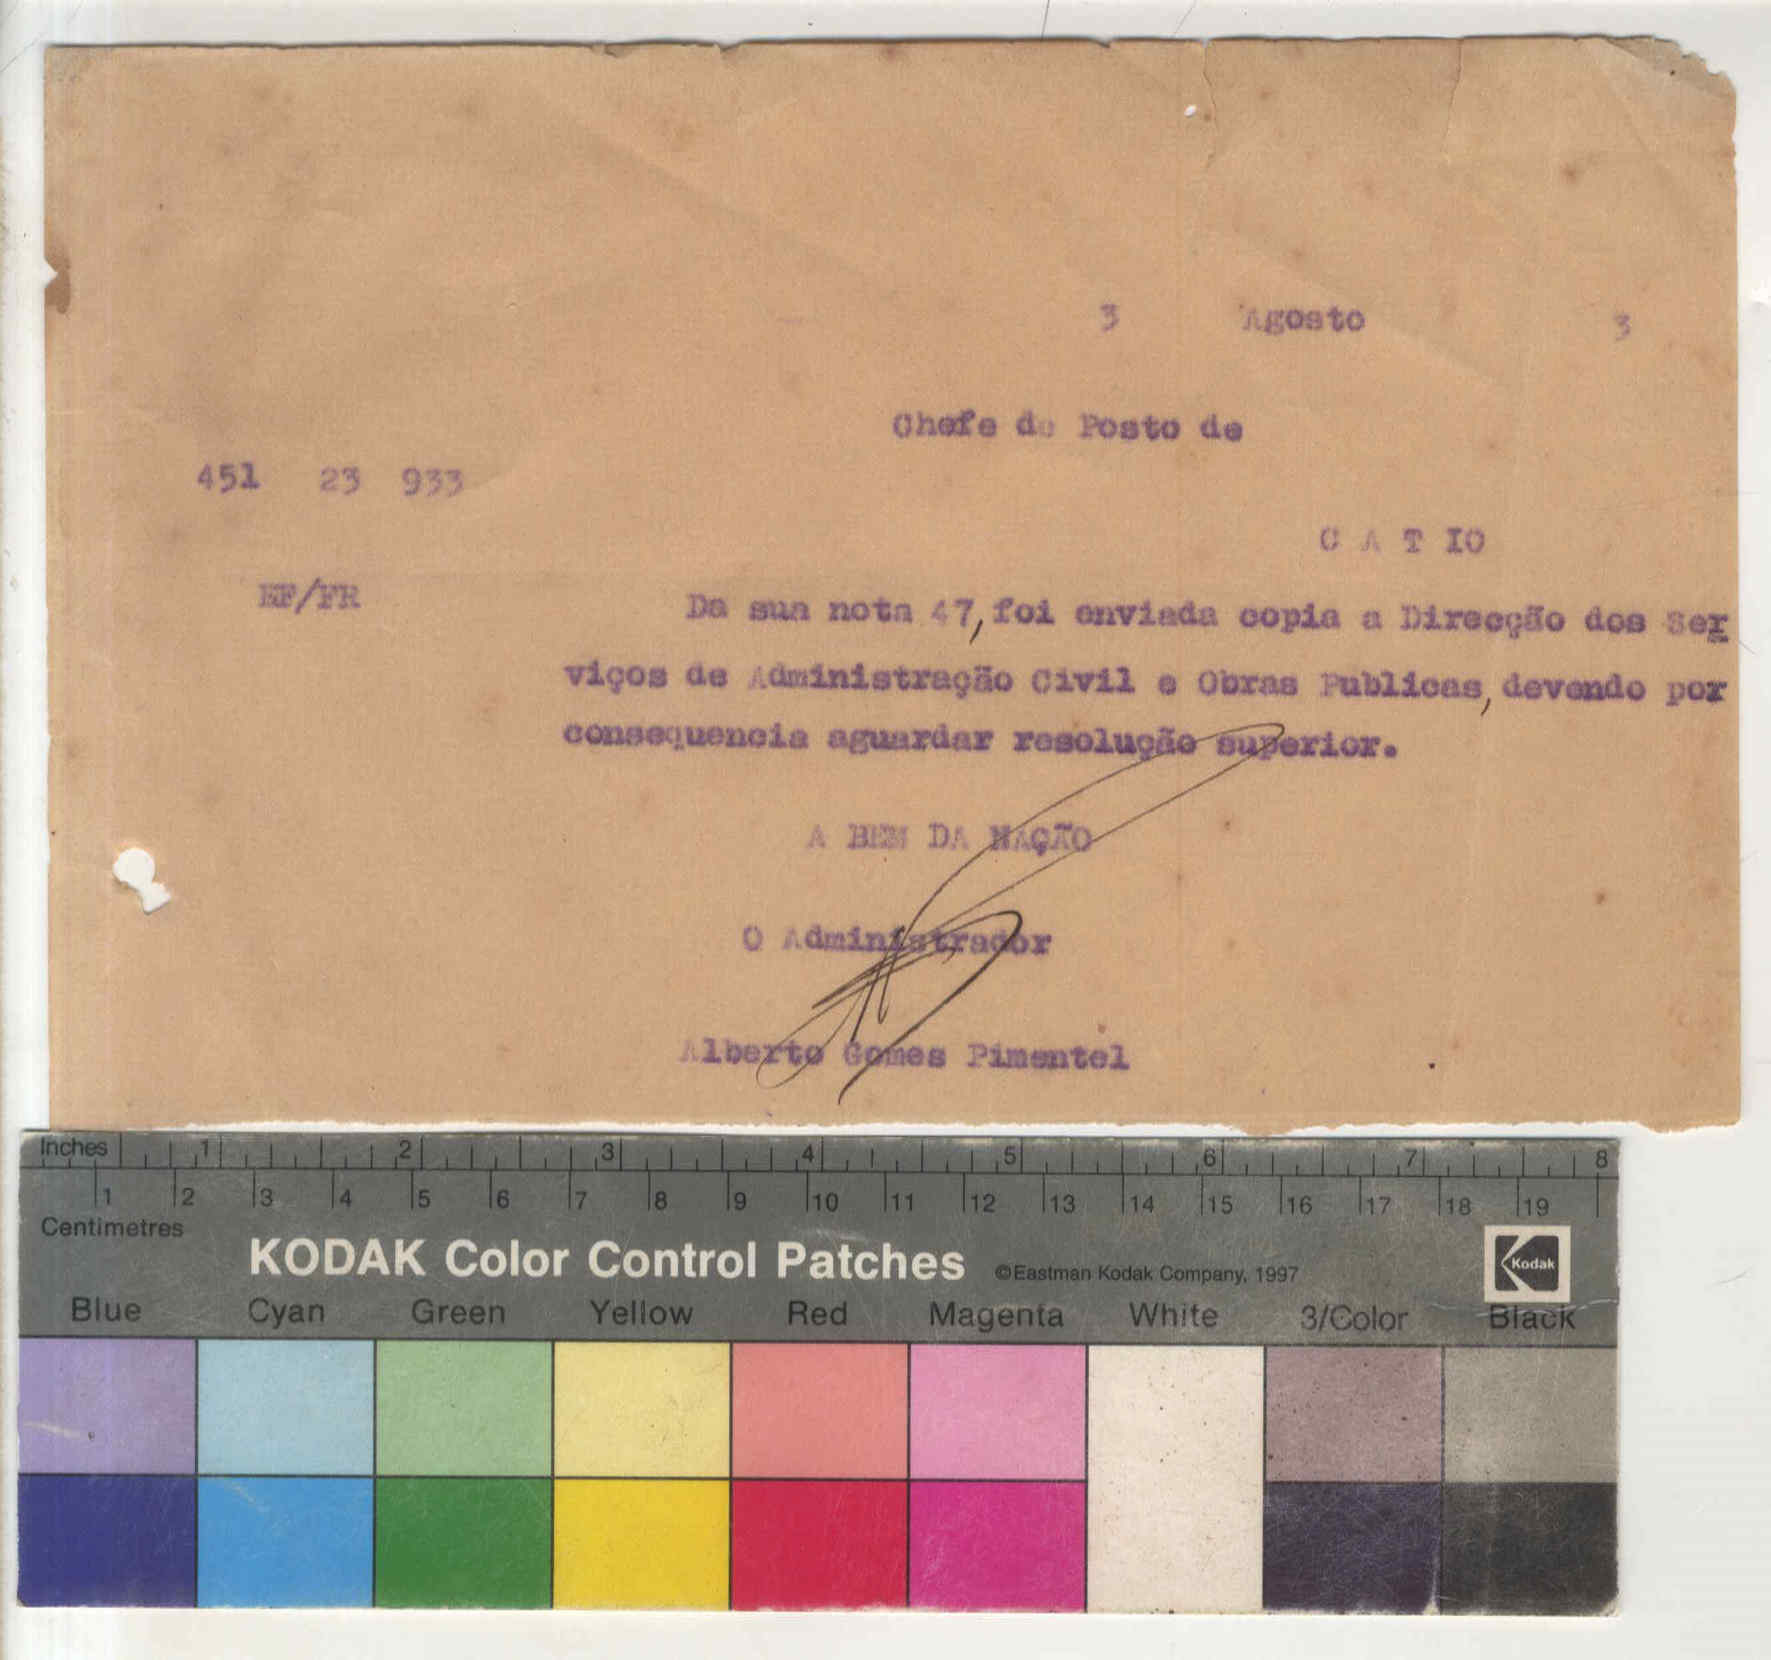 3 Agosto 3
Chefe do Posto de
451 23 933
C A T IO
EF/FR
Da sua nota 47, foi enviada copia a Direcção dos Ser
viços de Administração Civil e Obras Publicas, devendo por
consequencia aguardar resolução superior.
A BEM DA NAÇÃO
O Administrador
Alberto Gomes Pimentel
Inches 1 2 3 4 5 6 7 8
1 2 3 4 5 6 7 8 9 10 11 12 13 14 15 16 17 18 19
Centimetres
KODAK Color Control Patches ©Eastman Kodak Company, 1997 Kodak
Blue Cyan Green Yellow Red Magenta White 3/Color Black